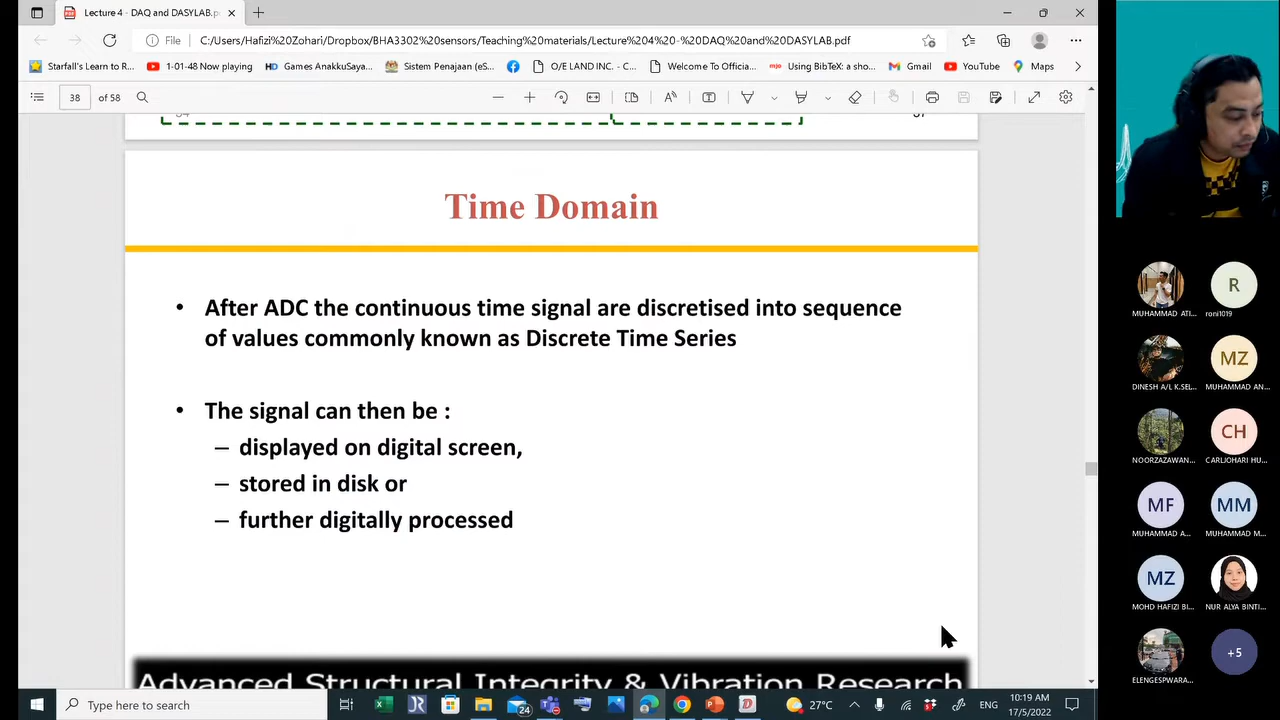 Lecture 4 - DAQ and DASYLAB.p
File
C:/Users/Hafizi%20Zohari/Dropbox/BHA3302%20sensors/Teaching%20materials/Lecture%204%20-%20DAQ%20and%20DASYLAB.pdf
Starfall's Learn to R...
1-01-48 Now playing
Games AnakkuSaya...
Sistem Penajaan (eS...
O/E LAND INC. - C...
Welcome To Officia...
Using BibTeX: a sho...
Gmail
YouTube
Maps
38 of 58
37
Time Domain
• After ADC the continuous time signal are discretised into sequence
of values commonly known as Discrete Time Series
• The signal can then be :
– displayed on digital screen,
– stored in disk or
– further digitally processed
Advanced Structural Integrity & Vibration Research
MUHAMMAD ATI...
R
roni1019
DINESH A/L K.SEL...
MZ
MUHAMMAD AN...
NOORZAZAWAN...
CH
CARLJOHARI HU...
MF
MUHAMMAD A...
MM
MUHAMMAD M...
MZ
MOHD HAFIZI BI...
NUR ALYA BINTI...
ELENGESPWARA...
+5
Type here to search
24
27°C
ENG
10:19 AM
17/5/2022